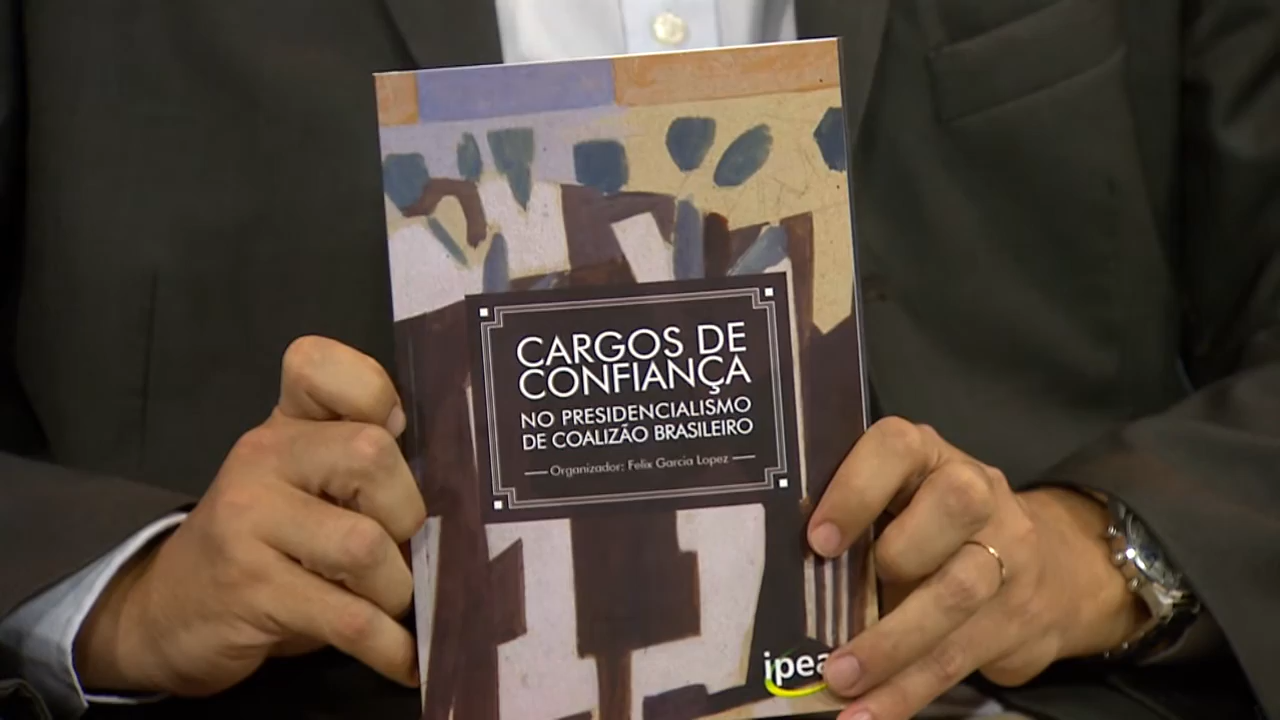 CARGOS DE
CONFIANÇA
NO PRESIDENCIALISMO
DE COALIZÃO BRASILEIRO
Organizador: Felix Garcia Lopez
ipea